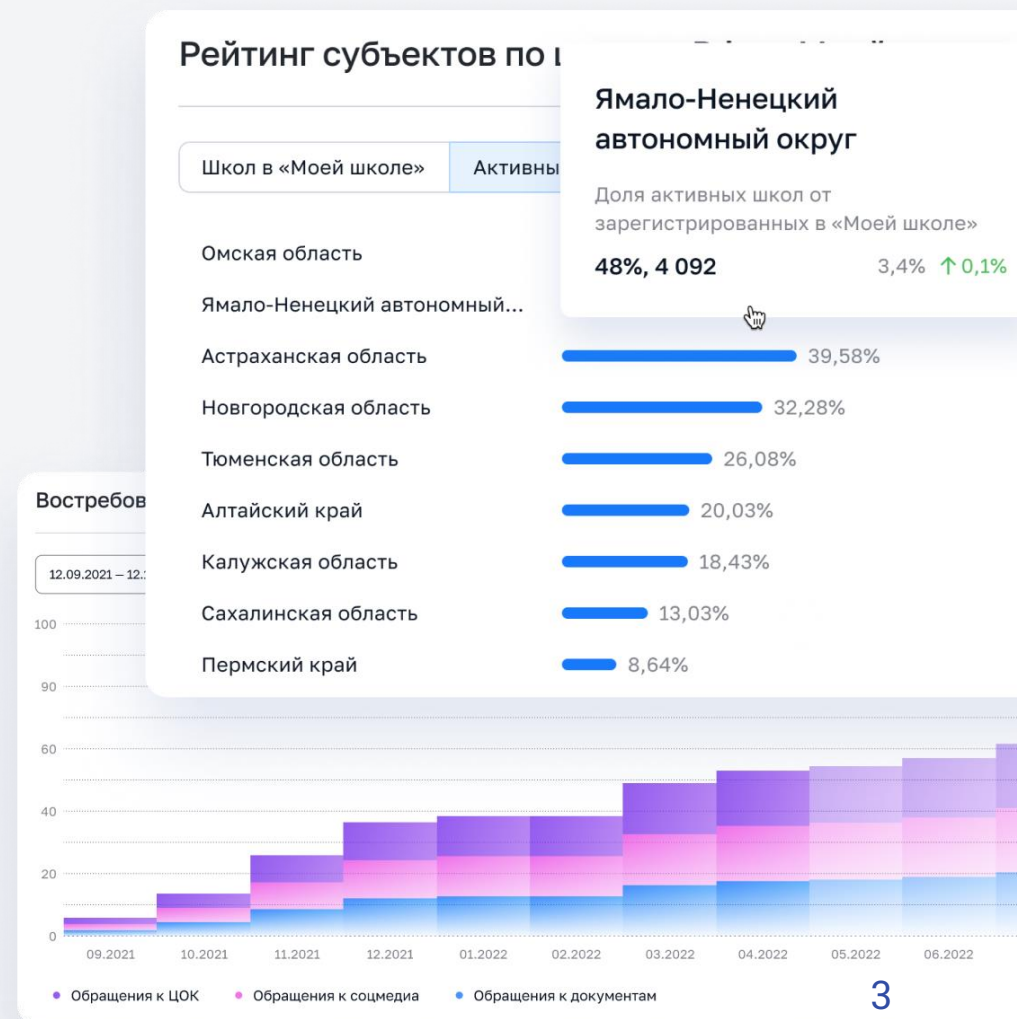 Рейтинг субъектов по
Ямало-Ненецкий
автономный округ
Школ в «Моей школе»
Активны
Доля активных школ от
зарегистрированных в «Моей школе»
48%, 4 092 3,4% ↑ 0,1%
Омская область
Ямало-Ненецкий автономный...
Астраханская область 39,58%
Новгородская область 32,28%
Тюменская область 26,08%
Алтайский край 20,03%
Калужская область 18,43%
Сахалинская область 13,03%
Пермский край 8,64%
Востребов
12.09.2021 – 12.
100
90
60
40
20
0
09.2021 10.2021 11.2021 12.2021 01.2022 02.2022 03.2022 04.2022 05.2022 06.2022
Обращения к ЦОК Обращения к соцмедиа Обращения к документам
3